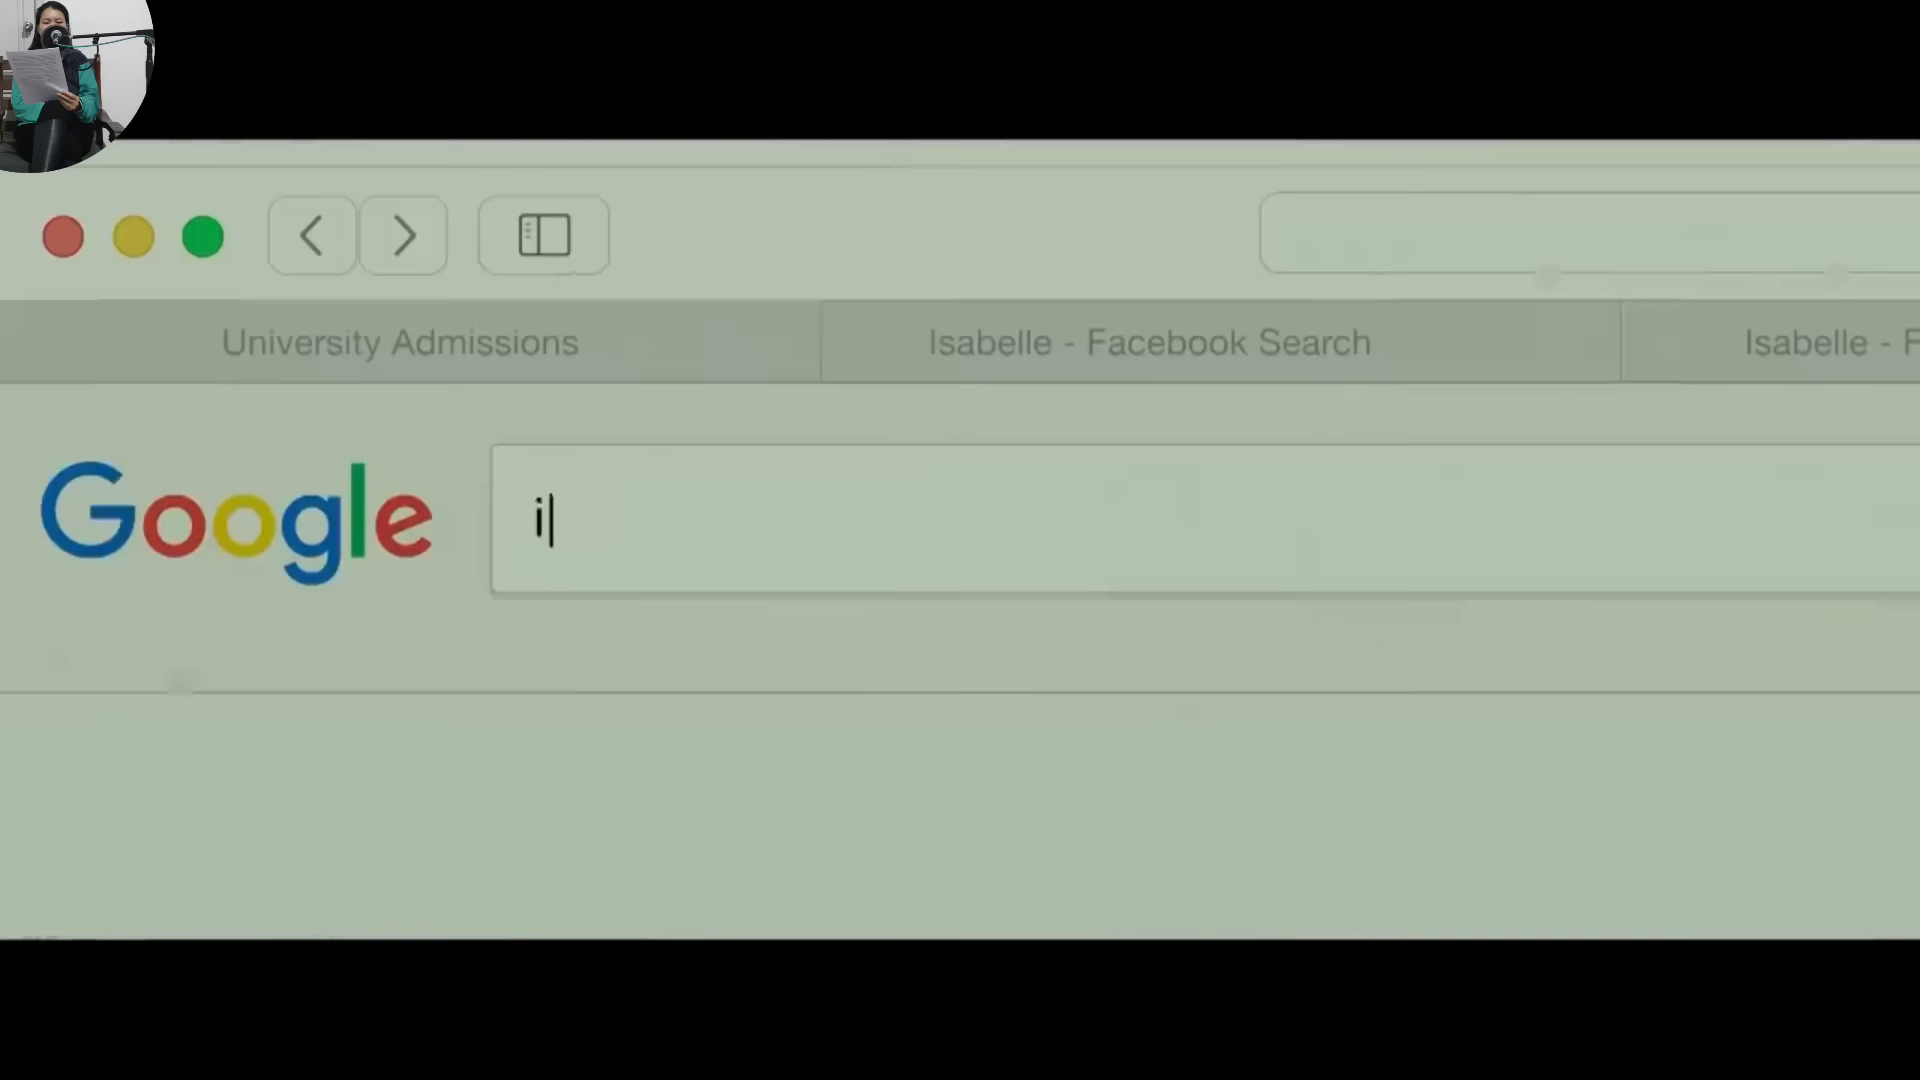 University Admissions
Isabelle - Facebook Search
Isabelle - F
Google
i